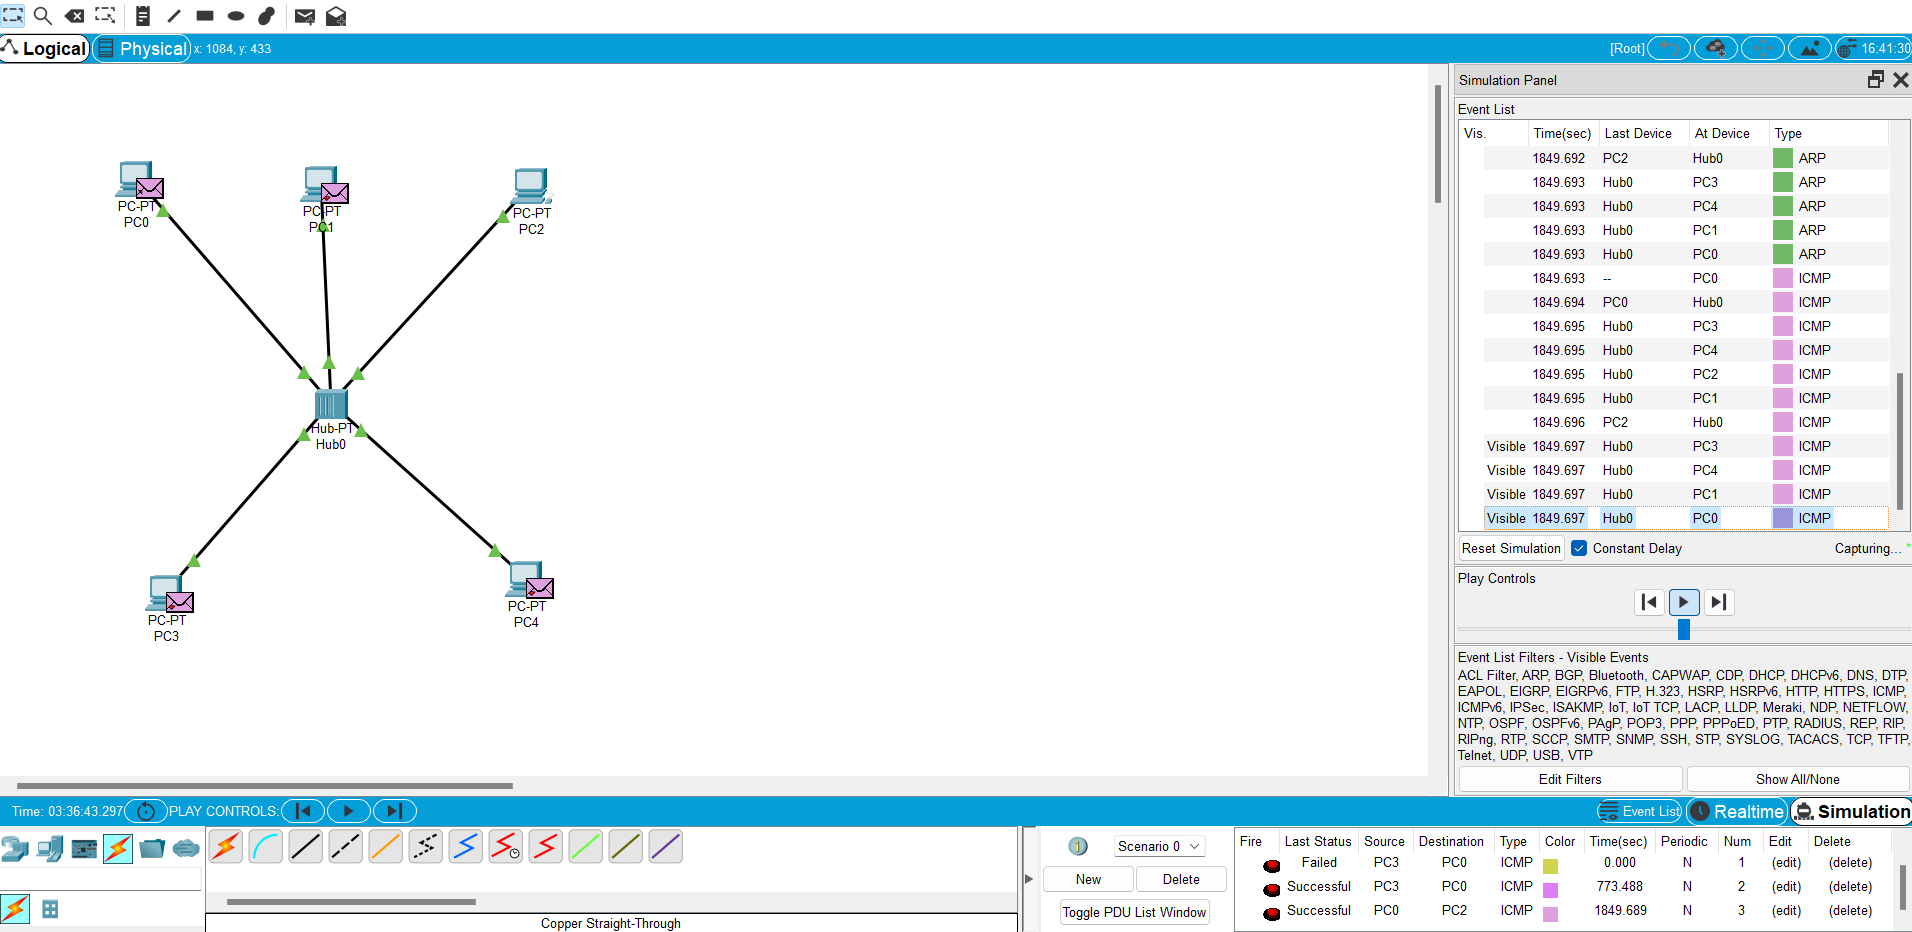 Logical Physical x: 1084, y: 433 [Root] 16:41:30
Simulation Panel
Event List
Vis. Time(sec) Last Device At Device Type
1849.692 PC2 Hub0 ARP
1849.693 Hub0 PC3 ARP
1849.693 Hub0 PC4 ARP
1849.693 Hub0 PC1 ARP
1849.693 Hub0 PC0 ARP
1849.693 -- PC0 ICMP
1849.694 PC0 Hub0 ICMP
1849.695 Hub0 PC3 ICMP
1849.695 Hub0 PC4 ICMP
1849.695 Hub0 PC2 ICMP
1849.695 Hub0 PC1 ICMP
1849.696 PC2 Hub0 ICMP
Visible 1849.697 Hub0 PC3 ICMP
Visible 1849.697 Hub0 PC4 ICMP
Visible 1849.697 Hub0 PC1 ICMP
Visible 1849.697 Hub0 PC0 ICMP
Reset Simulation Constant Delay Capturing... *
Play Controls
Event List Filters - Visible Events
ACL Filter, ARP, BGP, Bluetooth, CAPWAP, CDP, DHCP, DHCPv6, DNS, DTP,
EAPOL, EIGRP, EIGRPv6, FTP, H.323, HSRP, HSRPv6, HTTP, HTTPS, ICMP,
ICMPv6, IPSec, ISAKMP, IoT, IoT TCP, LACP, LLDP, Meraki, NDP, NETFLOW,
NTP, OSPF, OSPFv6, PAgP, POP3, PPP, PPPoED, PTP, RADIUS, REP, RIP,
RIPng, RTP, SCCP, SMTP, SNMP, SSH, STP, SYSLOG, TACACS, TCP, TFTP,
Telnet, UDP, USB, VTP
Edit Filters Show All/None
PC-PT
PC0
PC-PT
PC1
PC-PT
PC2
Hub-PT
Hub0
PC-PT
PC3
PC-PT
PC4
Time: 03:36:43.297 PLAY CONTROLS: Event List Realtime Simulation
Copper Straight-Through
Scenario 0
New Delete
Toggle PDU List Window
Fire Last Status Source Destination Type Color Time(sec) Periodic Num Edit Delete
Failed PC3 PC0 ICMP 0.000 N 1 (edit) (delete)
Successful PC3 PC0 ICMP 773.488 N 2 (edit) (delete)
Successful PC0 PC2 ICMP 1849.689 N 3 (edit) (delete)